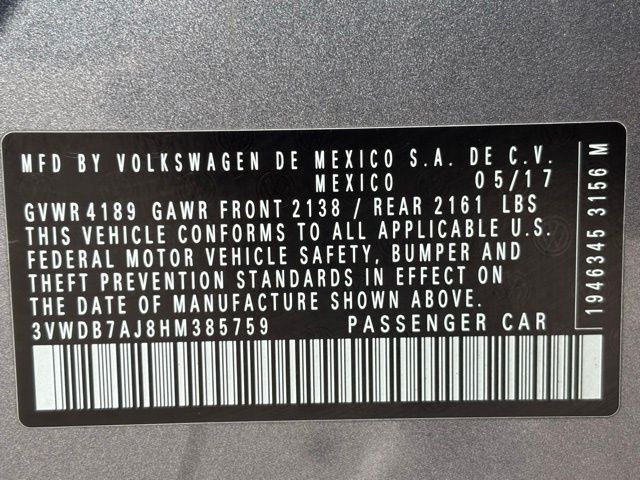 MFD BY VOLKSWAGEN DE MEXICO S.A. DE C.V.
MEXICO 05/17
GVWR 4189 GAWR FRONT 2138 / REAR 2161 LBS
THIS VEHICLE CONFORMS TO ALL APPLICABLE U.S.
FEDERAL MOTOR VEHICLE SAFETY, BUMPER AND
THEFT PREVENTION STANDARDS IN EFFECT ON
THE DATE OF MANUFACTURE SHOWN ABOVE.
3VWDB7AJ8HM385759 PASSENGER CAR
1946345 3156 M